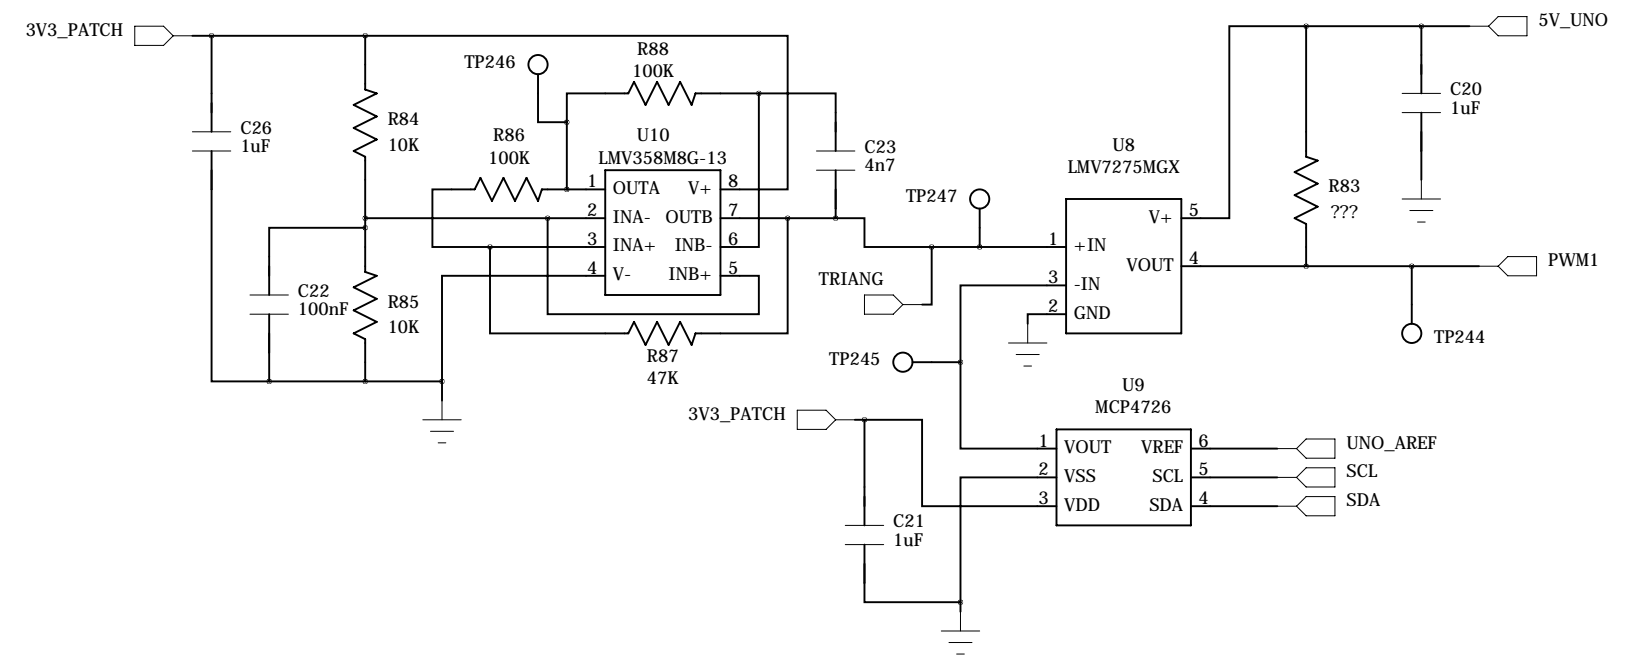 3V3_PATCH
5V_UNO
TP246
R88
100K
C26
1uF
R84
10K
R86
100K
U10
LMV358M8G-13
C23
4n7
U8
LMV7275MGX
C20
1uF
R83
???
TP247
1 OUTA V+ 8
2 INA- OUTB 7
3 INA+ INB- 6
4 V- INB+ 5
V+ 5
1 +IN
VOUT 4
3 -IN
2 GND
PWM1
TRIANG
C22
100nF
R85
10K
R87
47K
TP245
TP244
U9
MCP4726
3V3_PATCH
1 VOUT VREF 6
2 VSS SCL 5
3 VDD SDA 4
UNO_AREF
SCL
SDA
C21
1uF